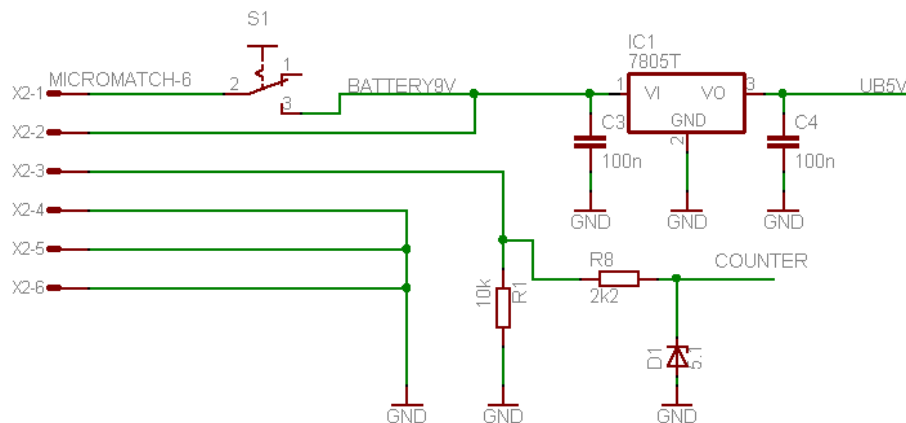 S1
IC1
7805T
MICROMATCH-6
1
X2-1
2
BATTERY9V
1
VI
VO
3
UB5V
3
X2-2
GND
C3
2
C4
100n
100n
X2-3
X2-4
GND
GND
GND
X2-5
R8
COUNTER
X2-6
10k
R1
2k2
D1
5.1
GND
GND
GND